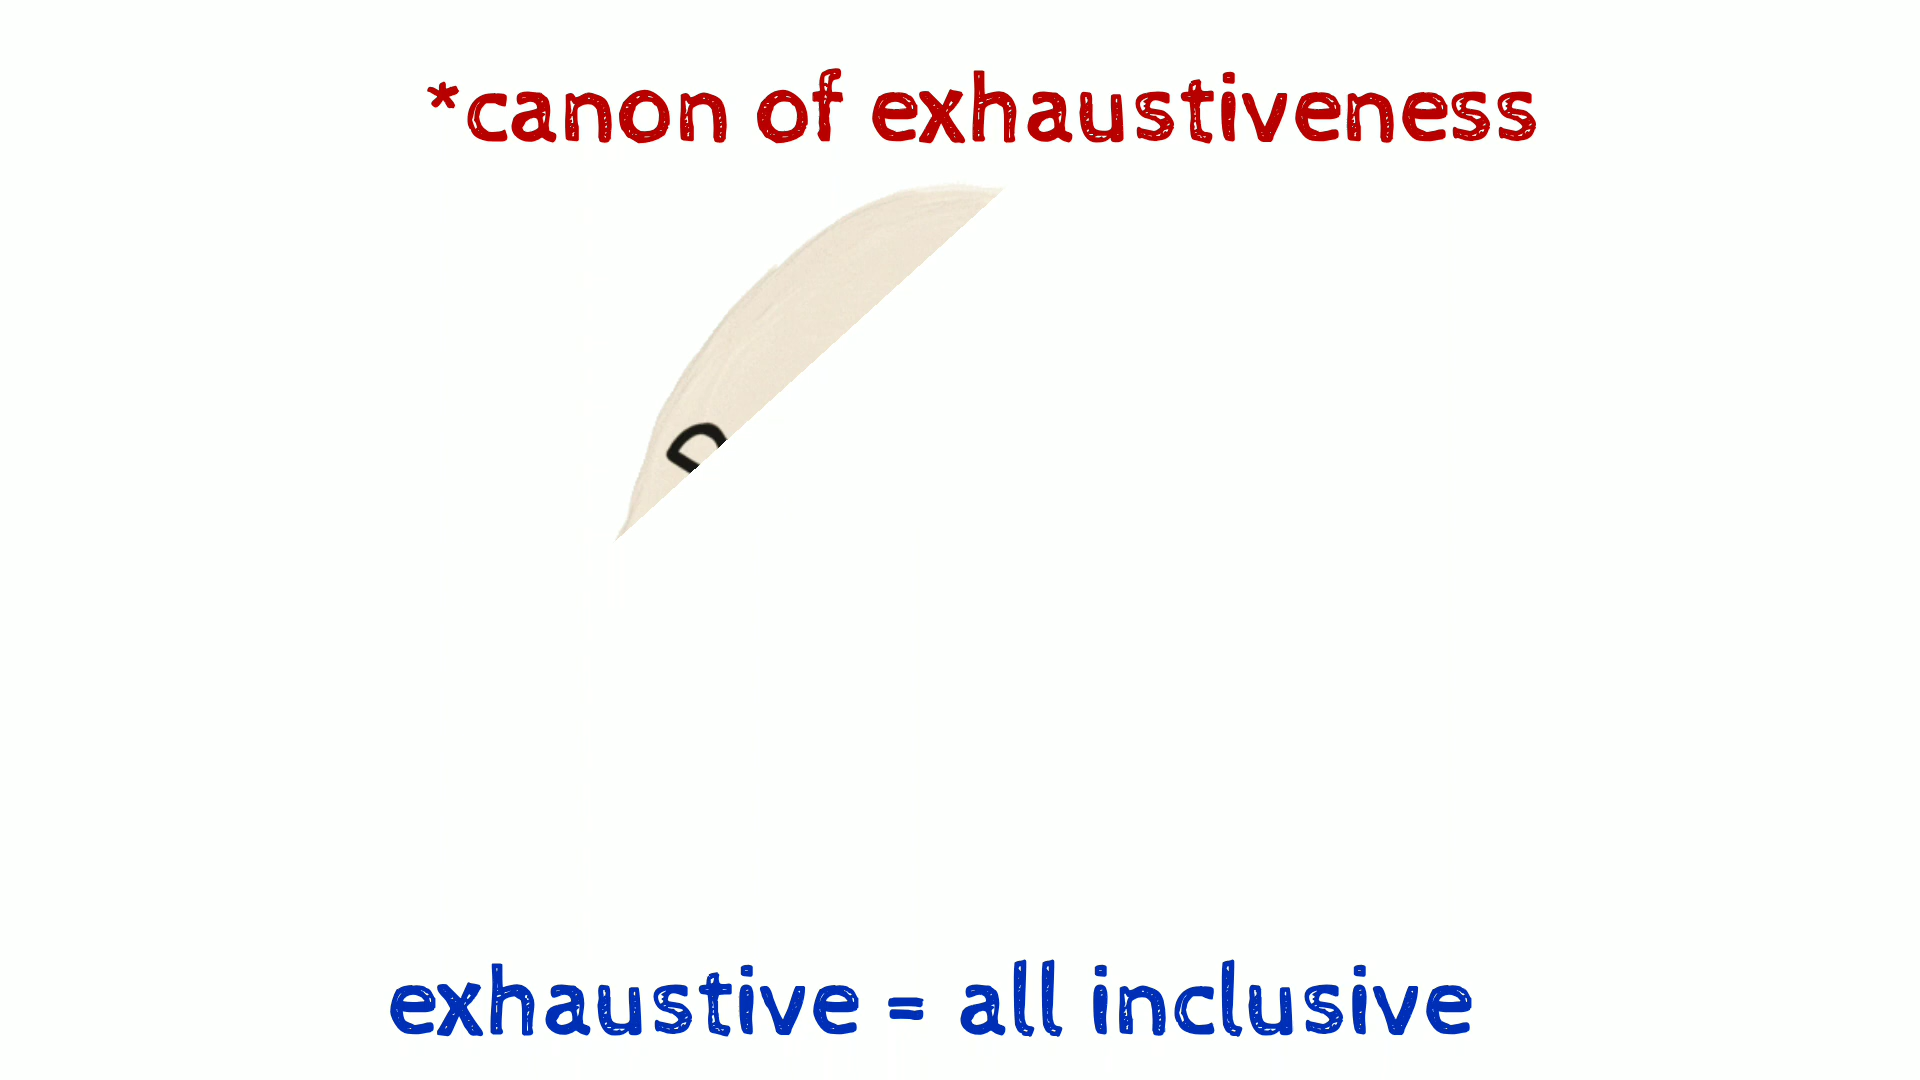 *canon of exhaustiveness
exhaustive = all inclusive